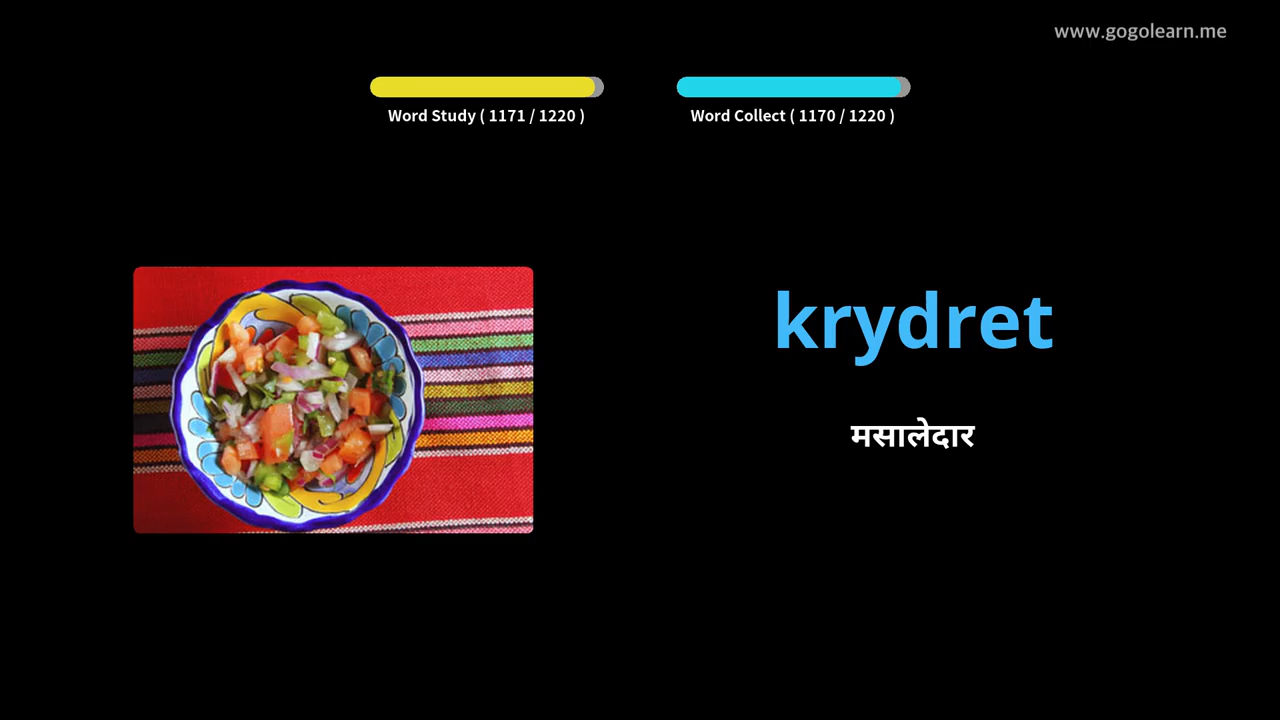 www.gogolearn.me
Word Study ( 1171 / 1220 )
Word Collect ( 1170 / 1220 )
krydret
मसालेदार